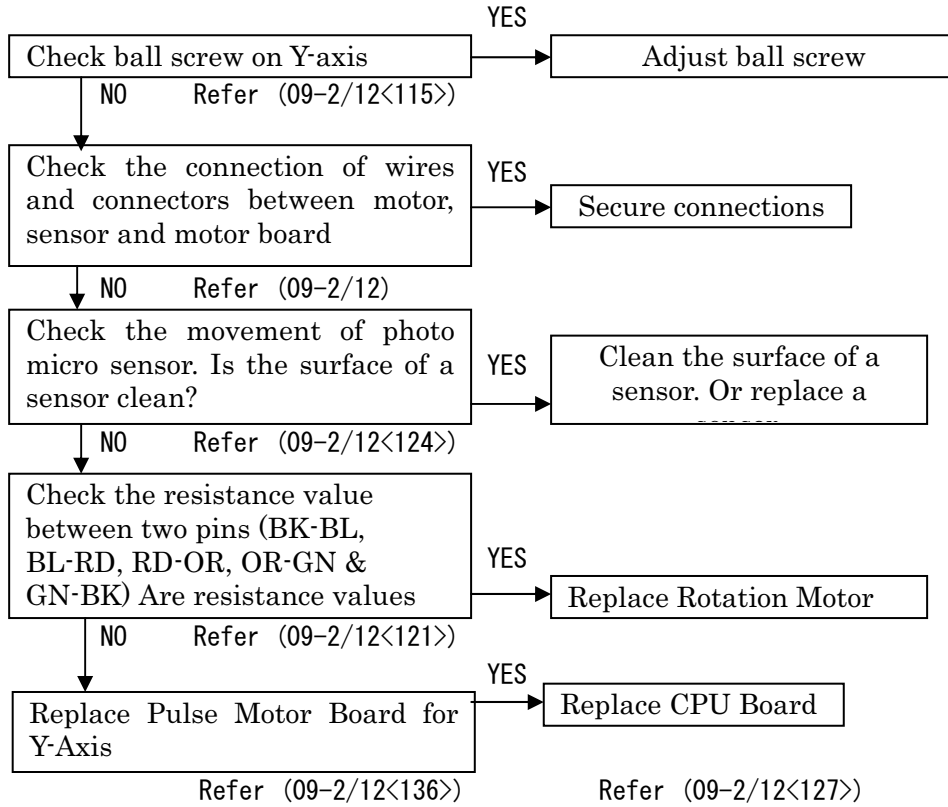 YES
Check ball screw on Y-axis
Adjust ball screw
NO Refer (09-2/12<115>)
Check the connection of wires
and connectors between motor,
sensor and motor board
YES
Secure connections
NO Refer (09-2/12)
Check the movement of photo
micro sensor. Is the surface of a
sensor clean?
YES
Clean the surface of a
sensor. Or replace a
NO Refer (09-2/12<124>)
Check the resistance value
between two pins (BK-BL,
BL-RD, RD-OR, OR-GN &
GN-BK) Are resistance values
YES
Replace Rotation Motor
NO Refer (09-2/12<121>)
YES
Replace Pulse Motor Board for
Y-Axis
Replace CPU Board
Refer (09-2/12<136>)
Refer (09-2/12<127>)